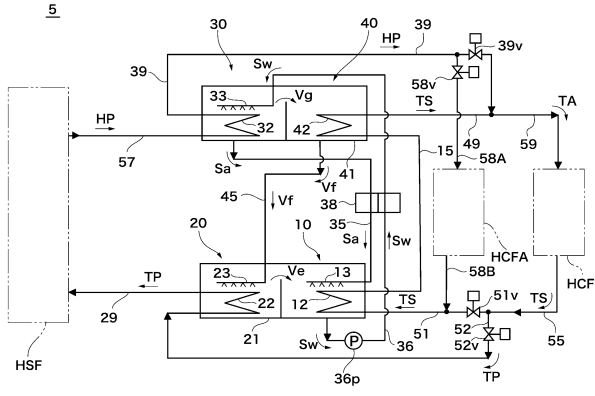 5
30
40
HP
39
39v
39
Sw
58v
33
Vg
TS
TA
HP
32
42
49
59
57
15
58A
Sa
41
Vf
45
Vf
38
35
20
10
Sa
Sw
HCFA
HCF
23
Ve
13
58B
TP
22
12
TS
51v
TS
29
51
52
21
Sw
52v
55
P
36
HSF
36p
TP